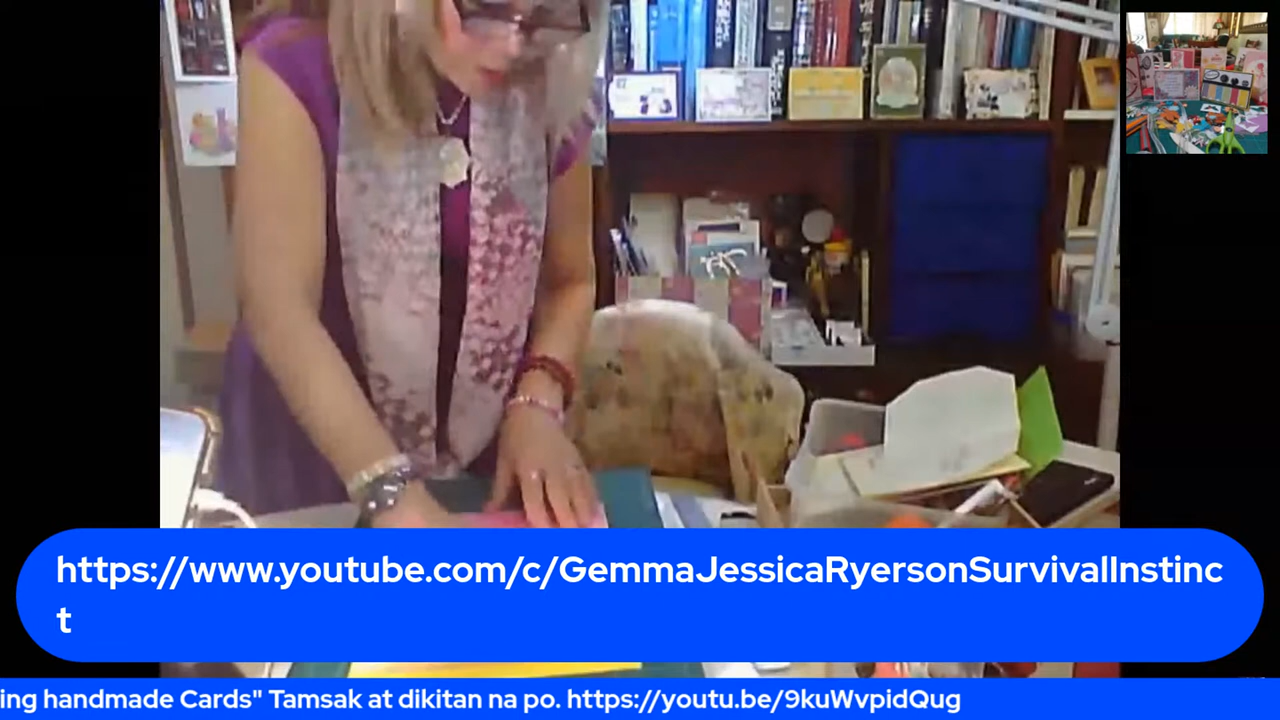 https://www.youtube.com/c/GemmaJessicaRyersonSurvivalInstinc
t
ing handmade Cards" Tamsak at dikitan na po. https://youtu.be/9kuWvpidQug